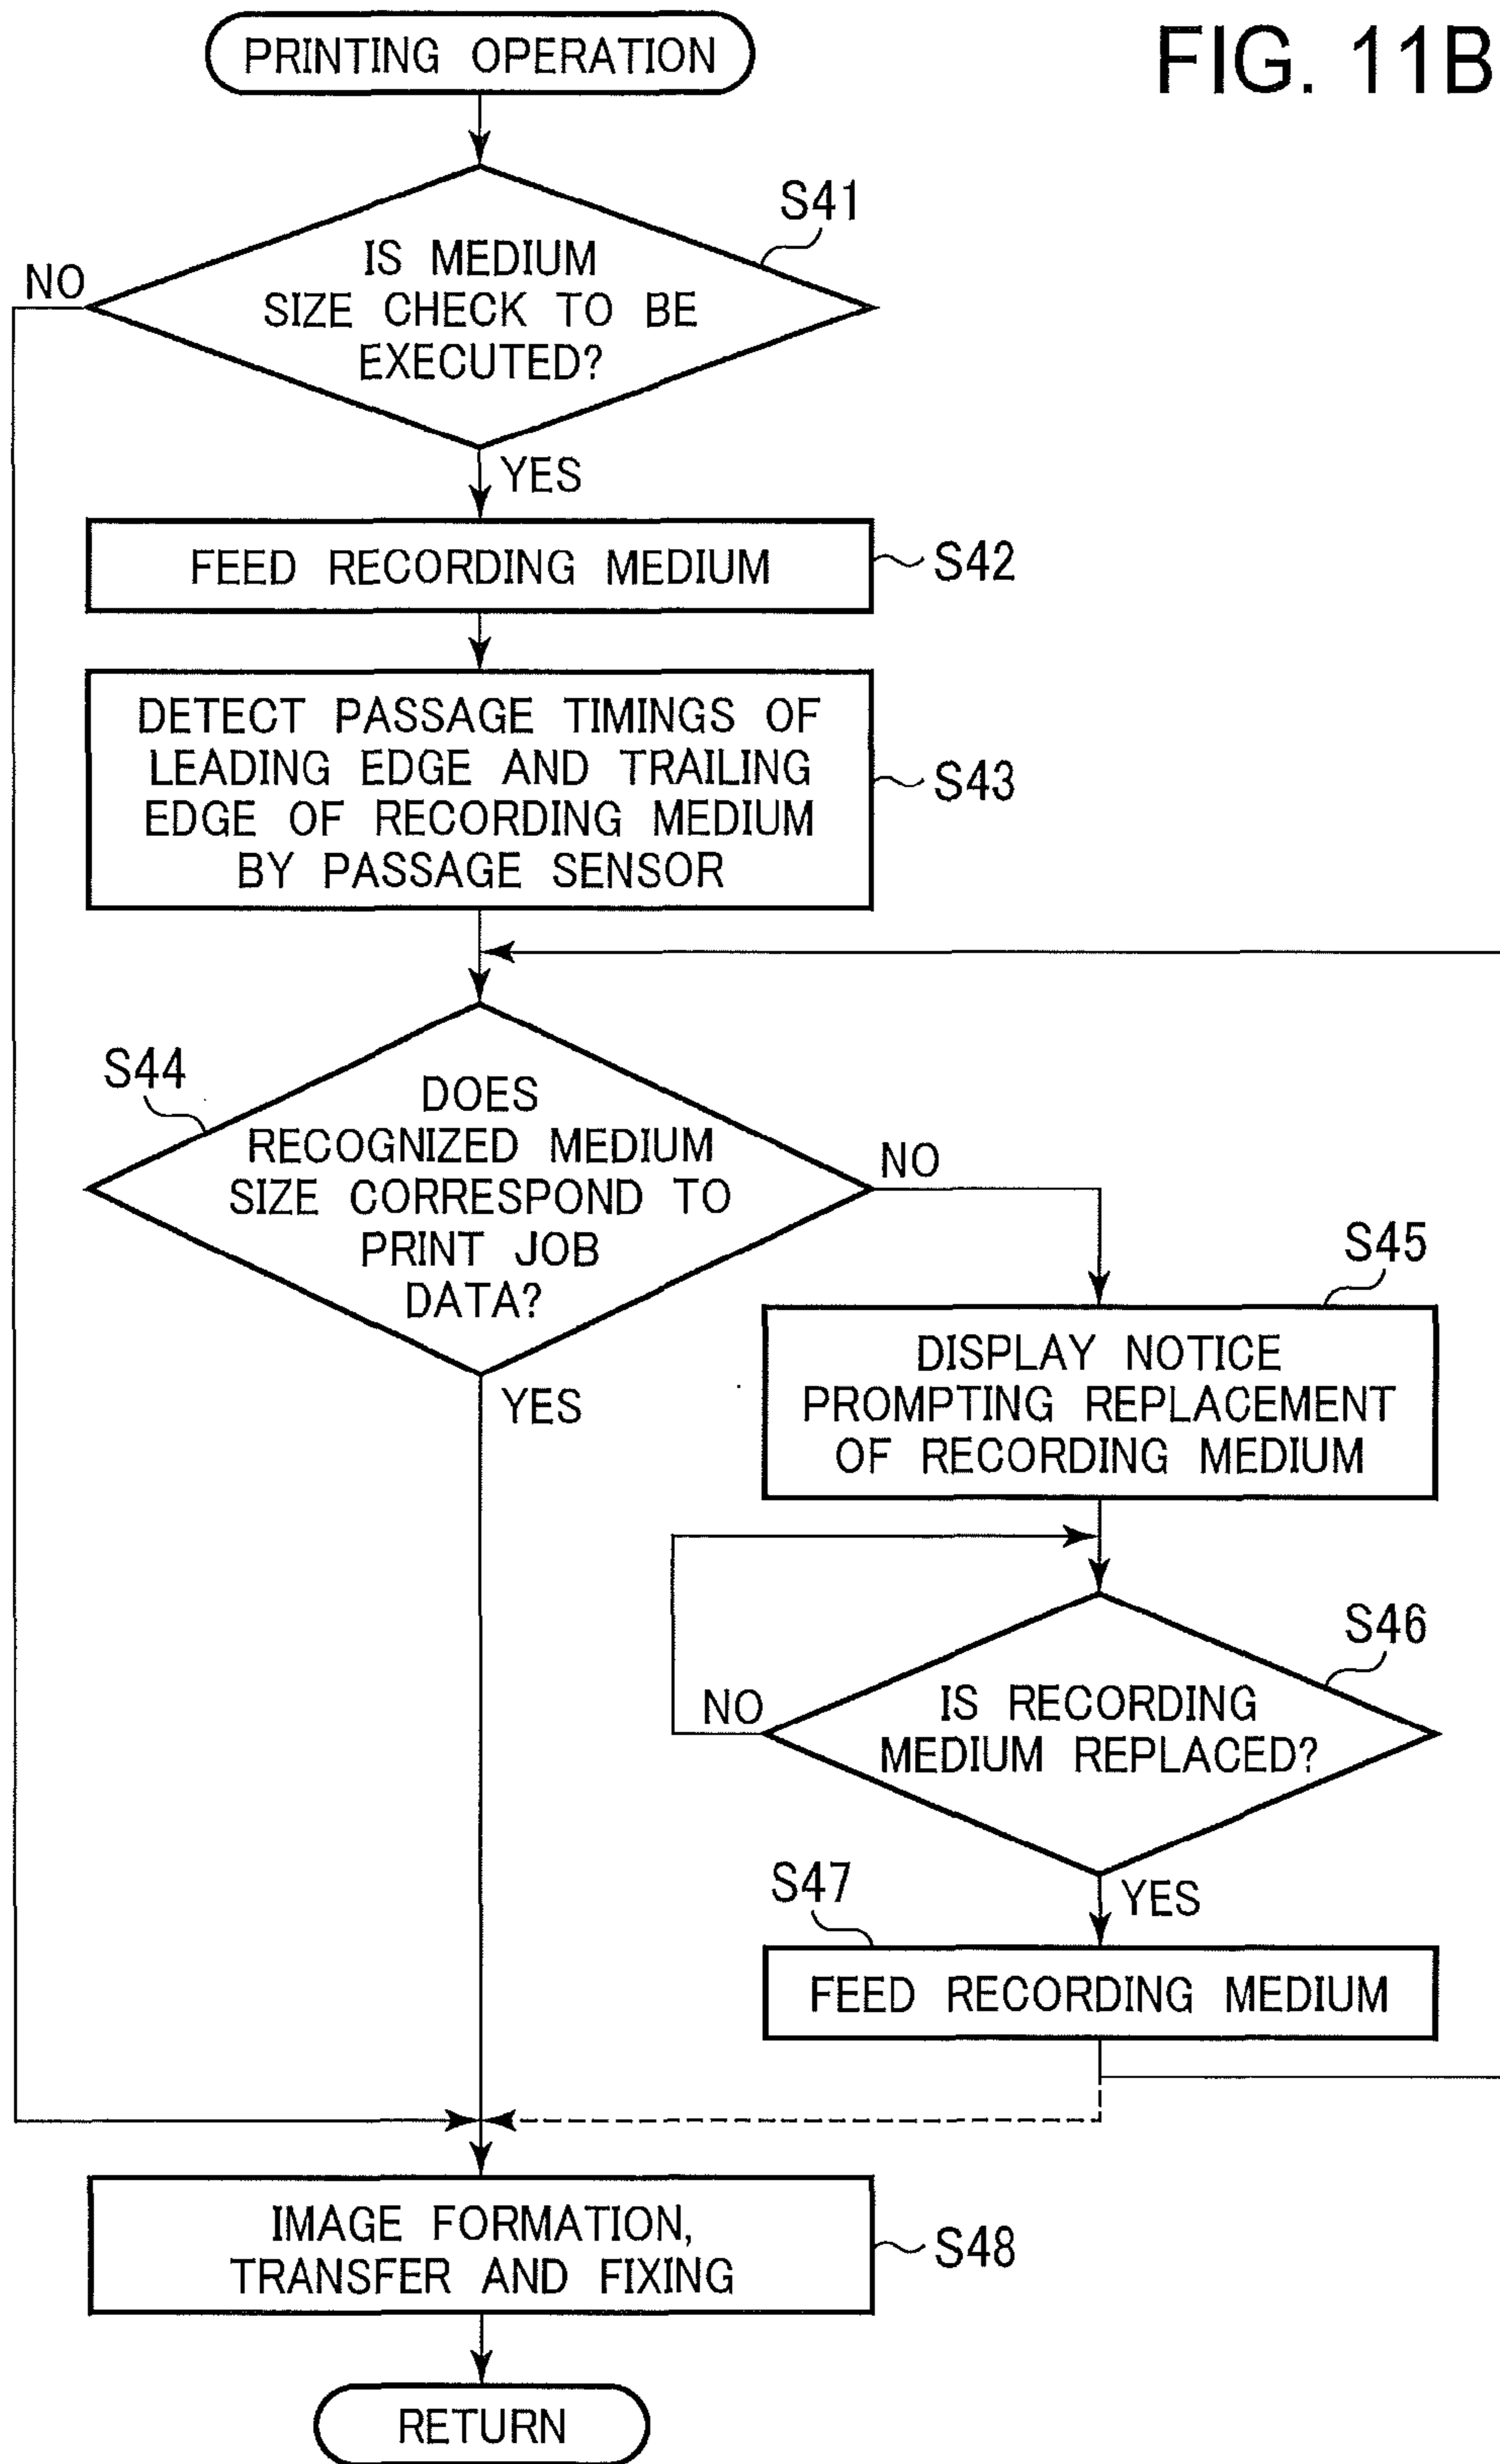 FIG. 11B
PRINTING OPERATION
S41
IS MEDIUM
SIZE CHECK TO BE
EXECUTED?
NO
YES
FEED RECORDING MEDIUM
S42
DETECT PASSAGE TIMINGS OF
LEADING EDGE AND TRAILING
EDGE OF RECORDING MEDIUM
BY PASSAGE SENSOR
S43
S44
DOES
RECOGNIZED MEDIUM
SIZE CORRESPOND TO
PRINT JOB
DATA?
NO
YES
S45
DISPLAY NOTICE
PROMPTING REPLACEMENT
OF RECORDING MEDIUM
S46
IS RECORDING
MEDIUM REPLACED?
NO
YES
S47
FEED RECORDING MEDIUM
IMAGE FORMATION,
TRANSFER AND FIXING
S48
RETURN